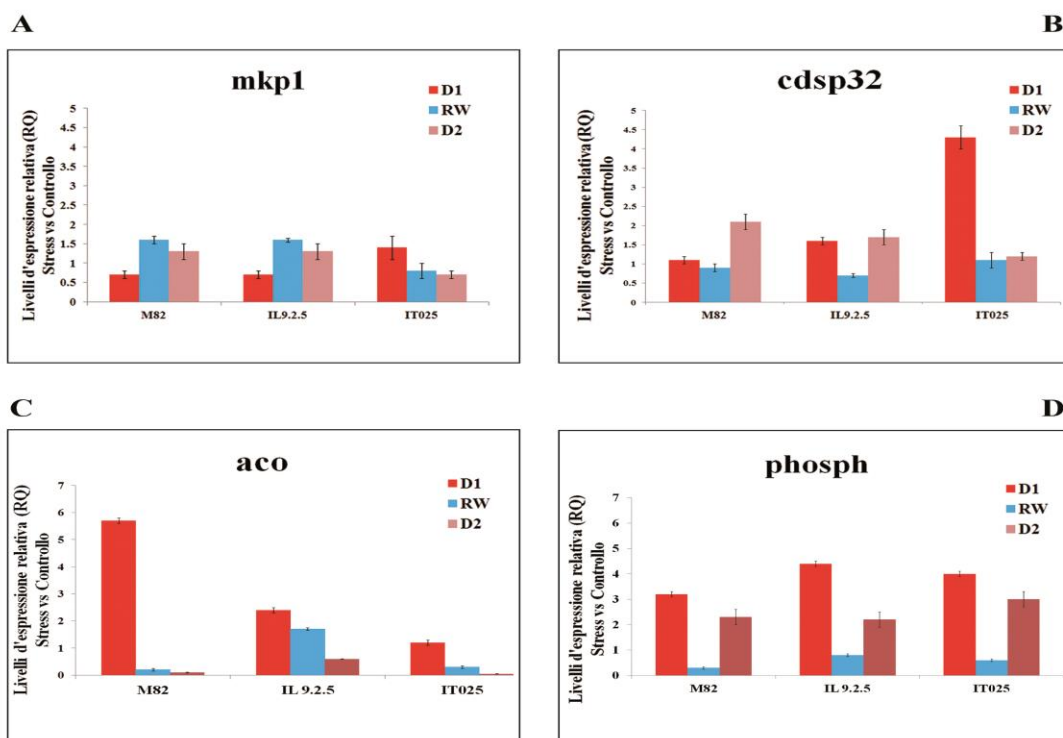 A
B
mkp1
D1
RW
D2
Livelli d'espressione relativa (RQ)
Stress vs Controllo
5
4.5
4
3.5
3
2.5
2
1.5
1
0.5
0
M82
IL9.2.5
IT025
cdsp32
D1
RW
D2
Livelli d'espressione relativa (RQ)
Stress vs Controllo
5
4.5
4
3.5
3
2.5
2
1.5
1
0.5
0
M82
IL9.2.5
IT025
C
D
aco
D1
RW
D2
Livelli d'espressione relativa (RQ)
Stress vs Controllo
7
6
5
4
3
2
1
0
M82
IL 9.2.5
IT025
phosph
D1
RW
D2
Livelli d'espressione relativa (RQ)
Stress vs Controllo
7
6
5
4
3
2
1
0
M82
IL 9.2.5
IT025